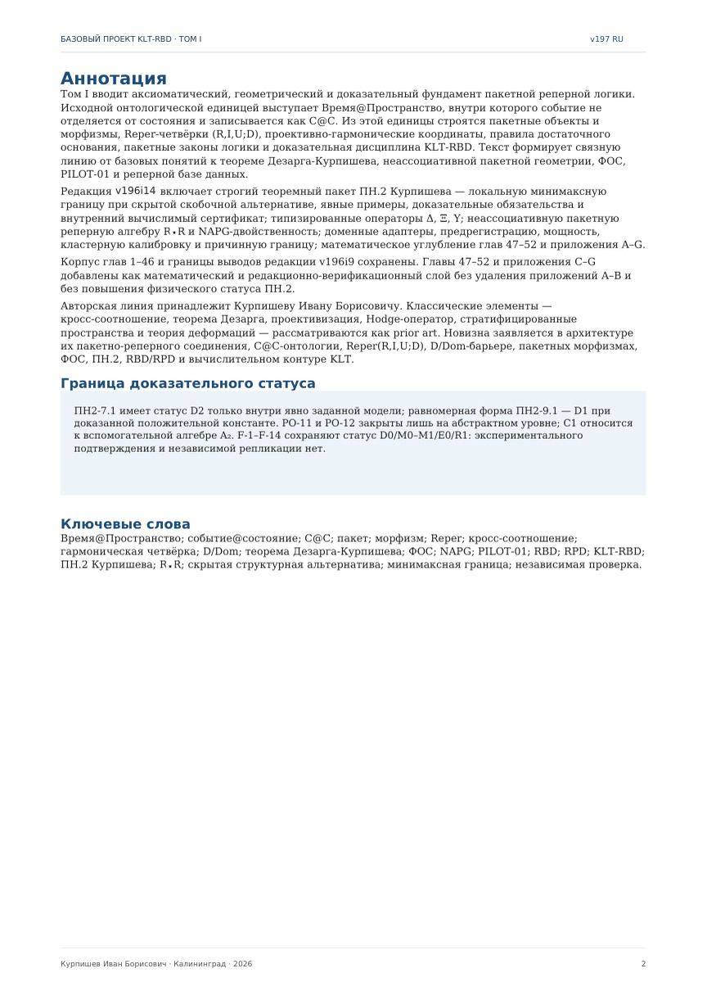 БАЗОВЫЙ ПРОЕКТ KLT-RBD · ТОМ I
v197 RU
Аннотация
Том I вводит аксиоматический, геометрический и доказательный фундамент пакетной реперной логики.
Исходной онтологической единицей выступает Время@Пространство, внутри которого событие не
отделяется от состояния и записывается как С@С. Из этой единицы строятся пакетные объекты и
морфизмы, Reper-четвёрки (R,I,U;D), проективно-гармонические координаты, правила достаточного
основания, пакетные законы логики и доказательная дисциплина KLT-RBD. Текст формирует связную
линию от базовых понятий к теореме Дезарга-Курпишева, неассоциативной пакетной геометрии, ФОС,
PILOT-01 и реперной базе данных.
Редакция v196i14 включает строгий теоремный пакет ПН.2 Курпишева — локальную минимаксную
границу при скрытой скобочной альтернативе, явные примеры, доказательные обязательства и
внутренний вычислимый сертификат; типизированные операторы Δ, Ξ, Υ; неассоциативную пакетную
реперную алгебру R⋆R и NAPG-двойственность; доменные адаптеры, предрегистрацию, мощность,
кластерную калибровку и причинную границу; математическое углубление глав 47–52 и приложения A–G.
Корпус глав 1–46 и границы выводов редакции v196i9 сохранены. Главы 47–52 и приложения C–G
добавлены как математический и редакционно-верификационный слой без удаления приложений A–B и
без повышения физического статуса ПН.2.
Авторская линия принадлежит Курпишеву Ивану Борисовичу. Классические элементы —
кросс-соотношение, теорема Дезарга, проективизация, Hodge-оператор, стратифицированные
пространства и теория деформаций — рассматриваются как prior art. Новизна заявляется в архитектуре
их пакетно-реперного соединения, С@С-онтологии, Reper(R,I,U;D), D/Dom-барьере, пакетных морфизмах,
ФОС, ПН.2, RBD/RPD и вычислительном контуре KLT.
Граница доказательного статуса
ПН2-7.1 имеет статус D2 только внутри явно заданной модели; равномерная форма ПН2-9.1 — D1 при
доказанной положительной константе. PO-11 и PO-12 закрыты лишь на абстрактном уровне; C1 относится
к вспомогательной алгебре A₂. F-1–F-14 сохраняют статус D0/M0–M1/E0/R1: экспериментального
подтверждения и независимой репликации нет.
Ключевые слова
Время@Пространство; событие@состояние; С@С; пакет; морфизм; Reper; кросс-соотношение;
гармоническая четвёрка; D/Dom; теорема Дезарга-Курпишева; ФОС; NAPG; PILOT-01; RBD; RPD; KLT-RBD;
ПН.2 Курпишева; R⋆R; скрытая структурная альтернатива; минимаксная граница; независимая проверка.
Курпишев Иван Борисович · Калининград · 2026
2